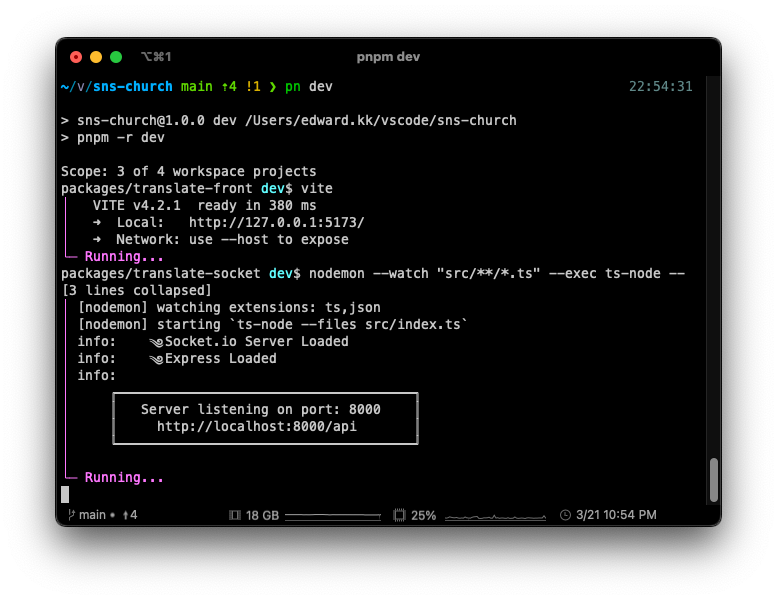 ⌥⌘1
pnpm dev
~/v/sns-church main ⇡4 !1 ❯ pn dev 22:54:31
> sns-church@1.0.0 dev /Users/edward.kk/vscode/sns-church
> pnpm -r dev
Scope: 3 of 4 workspace projects
packages/translate-front dev$ vite
VITE v4.2.1  ready in 380 ms
➜  Local:   http://127.0.0.1:5173/
➜  Network: use --host to expose
Running...
packages/translate-socket dev$ nodemon --watch "src/**/*.ts" --exec ts-node --
[3 lines collapsed]
[nodemon] watching extensions: ts,json
[nodemon] starting `ts-node --files src/index.ts`
info: Socket.io Server Loaded
info: Express Loaded
info:
Server listening on port: 8000
http://localhost:8000/api
Running...
main • ⬆4 18 GB 25% 3/21 10:54 PM